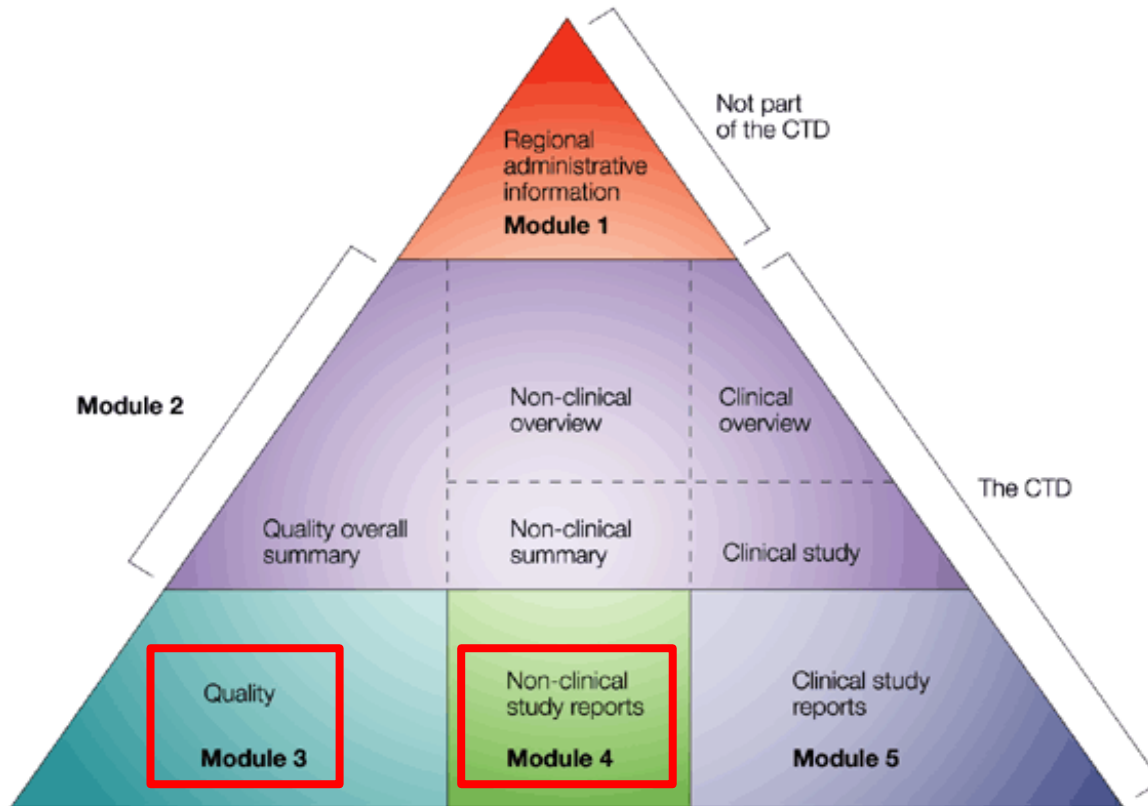 Not part
of the CTD
Regional
administrative
information
Module 1
Module 2
Non-clinical
overview
Clinical
overview
The CTD
Quality overall
summary
Non-clinical
summary
Clinical study
Quality
Module 3
Non-clinical
study reports
Module 4
Clinical study
reports
Module 5